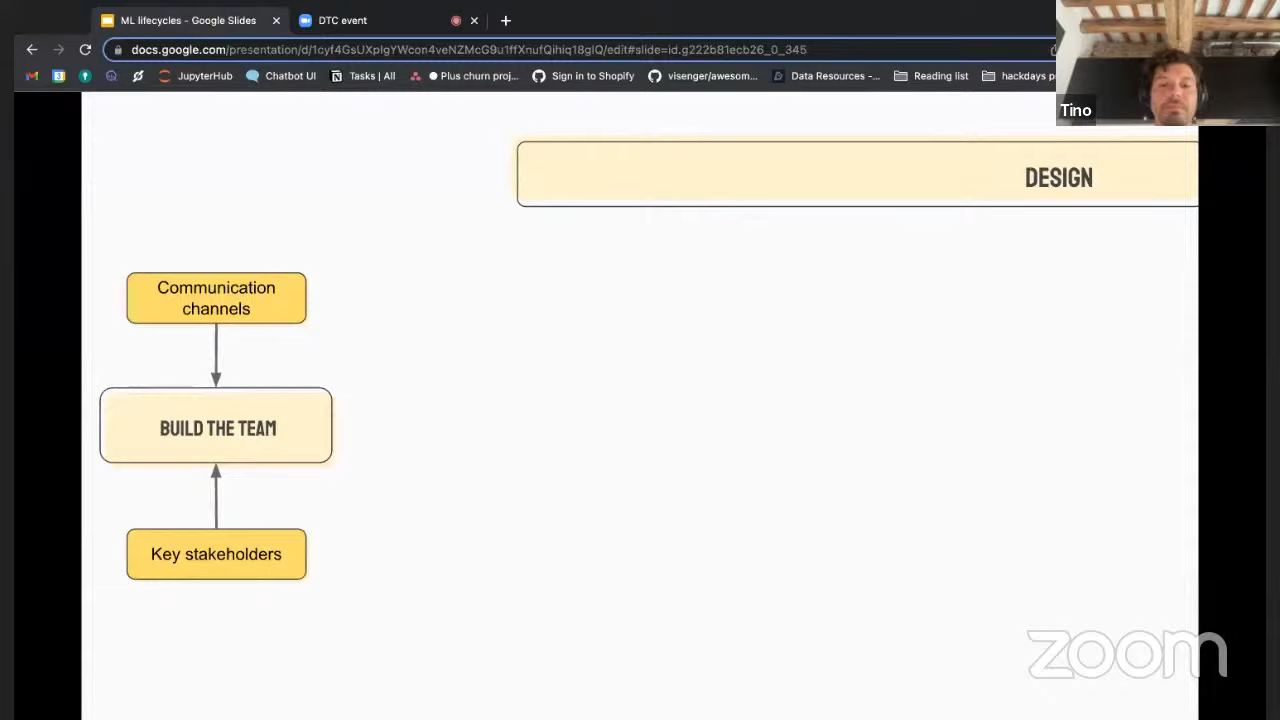 ML lifecycles - Google Slides
DTC event
docs.google.com/presentation/d/1cyf4GsUXplgYWcon4veNZMcG9u1ffXnufQihiq18glQ/edit#slide=id.g222b81ecb26_0_345
JupyterHub
Chatbot UI
Tasks | All
Plus churn proj...
Sign in to Shopify
visenger/awesom...
Data Resources -...
Reading list
hackdays p
Tino
DESIGN
Communication
channels
BUILD THE TEAM
Key stakeholders
zoom